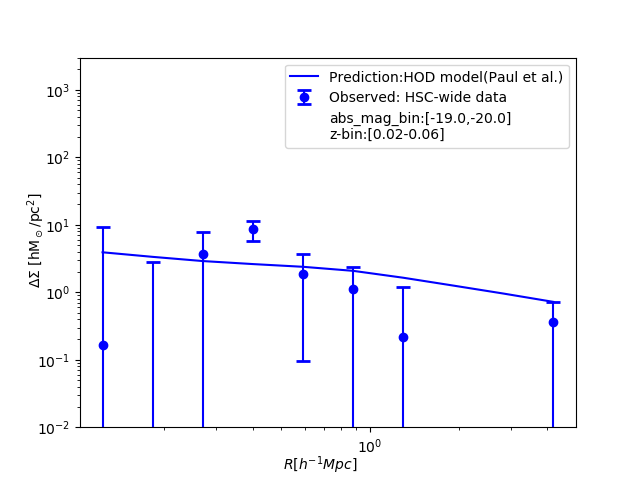 Prediction:HOD model(Paul et al.)
Observed: HSC-wide data
abs_mag_bin:[-19.0,-20.0]
z-bin:[0.02-0.06]
10³
10²
10¹
10⁰
10⁻¹
10⁻²
ΔΣ [hM⊙/pc²]
10⁰
R[h⁻¹Mpc]